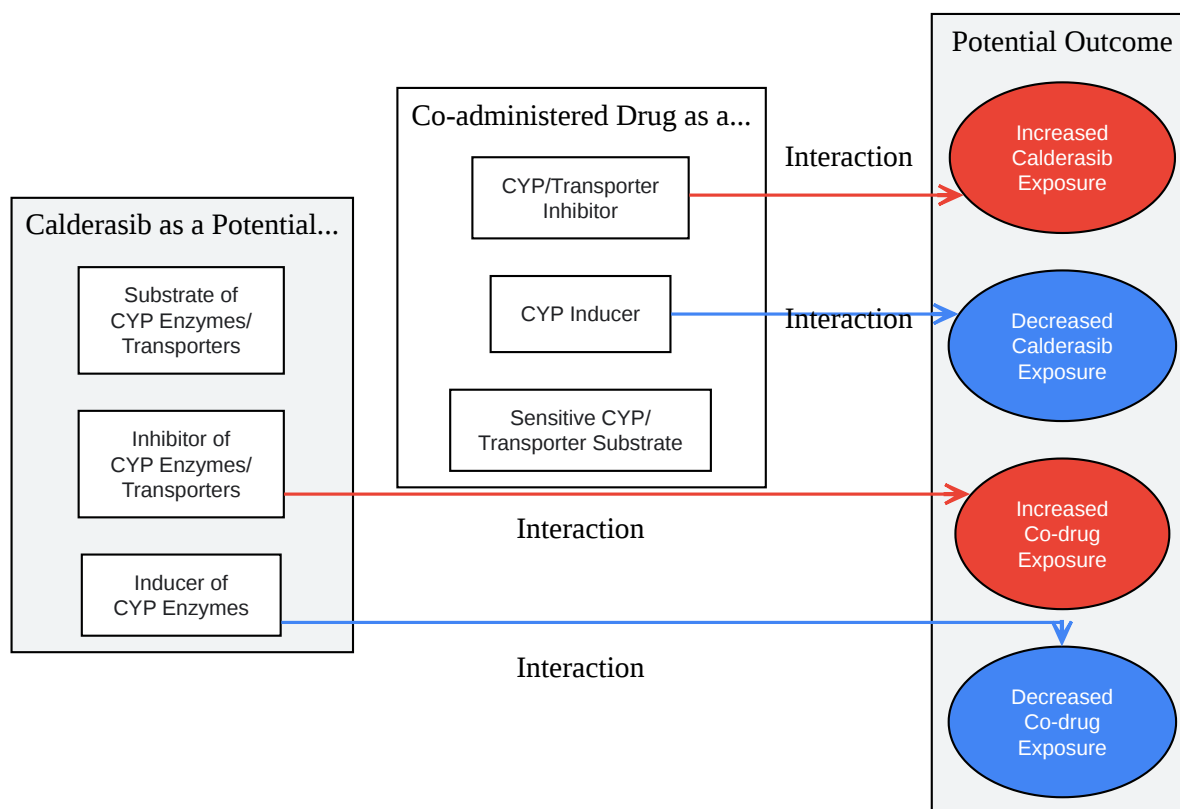 Calderasib as a Potential...
Substrate of
CYP Enzymes/
Transporters
Inhibitor of
CYP Enzymes/
Transporters
Inducer of
CYP Enzymes
Co-administered Drug as a...
CYP/Transporter
Inhibitor
CYP Inducer
Sensitive CYP/
Transporter Substrate
Interaction
Interaction
Interaction
Interaction
Potential Outcome
Increased
Calderasib
Exposure
Decreased
Calderasib
Exposure
Increased
Co-drug
Exposure
Decreased
Co-drug
Exposure